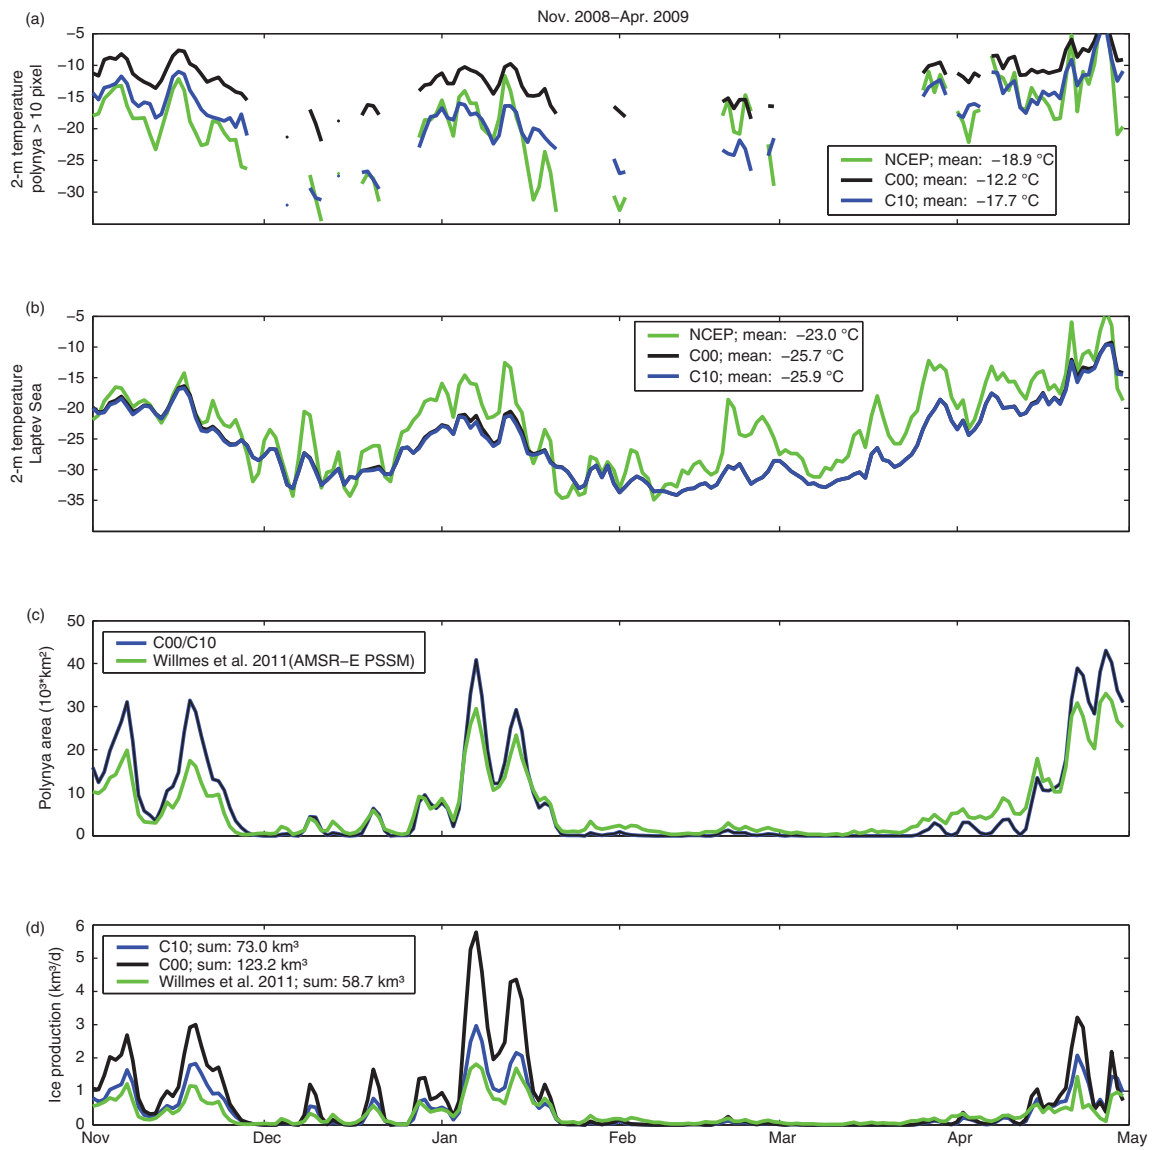 Nov. 2008–Apr. 2009
(a)
2-m temperature
polynya > 10 pixel
−5
−10
−15
−20
−25
−30
NCEP; mean: −18.9 °C
C00; mean: −12.2 °C
C10; mean: −17.7 °C
(b)
2-m temperature
Laptev Sea
−5
−10
−15
−20
−25
−30
−35
NCEP; mean: −23.0 °C
C00; mean: −25.7 °C
C10; mean: −25.9 °C
(c)
Polynya area (10³*km²)
50
40
30
20
10
0
C00/C10
Willmes et al. 2011(AMSR–E PSSM)
(d)
Ice production (km³/d)
6
5
4
3
2
1
0
C10; sum: 73.0 km³
C00; sum: 123.2 km³
Willmes et al. 2011; sum: 58.7 km³
Nov Dec Jan Feb Mar Apr May